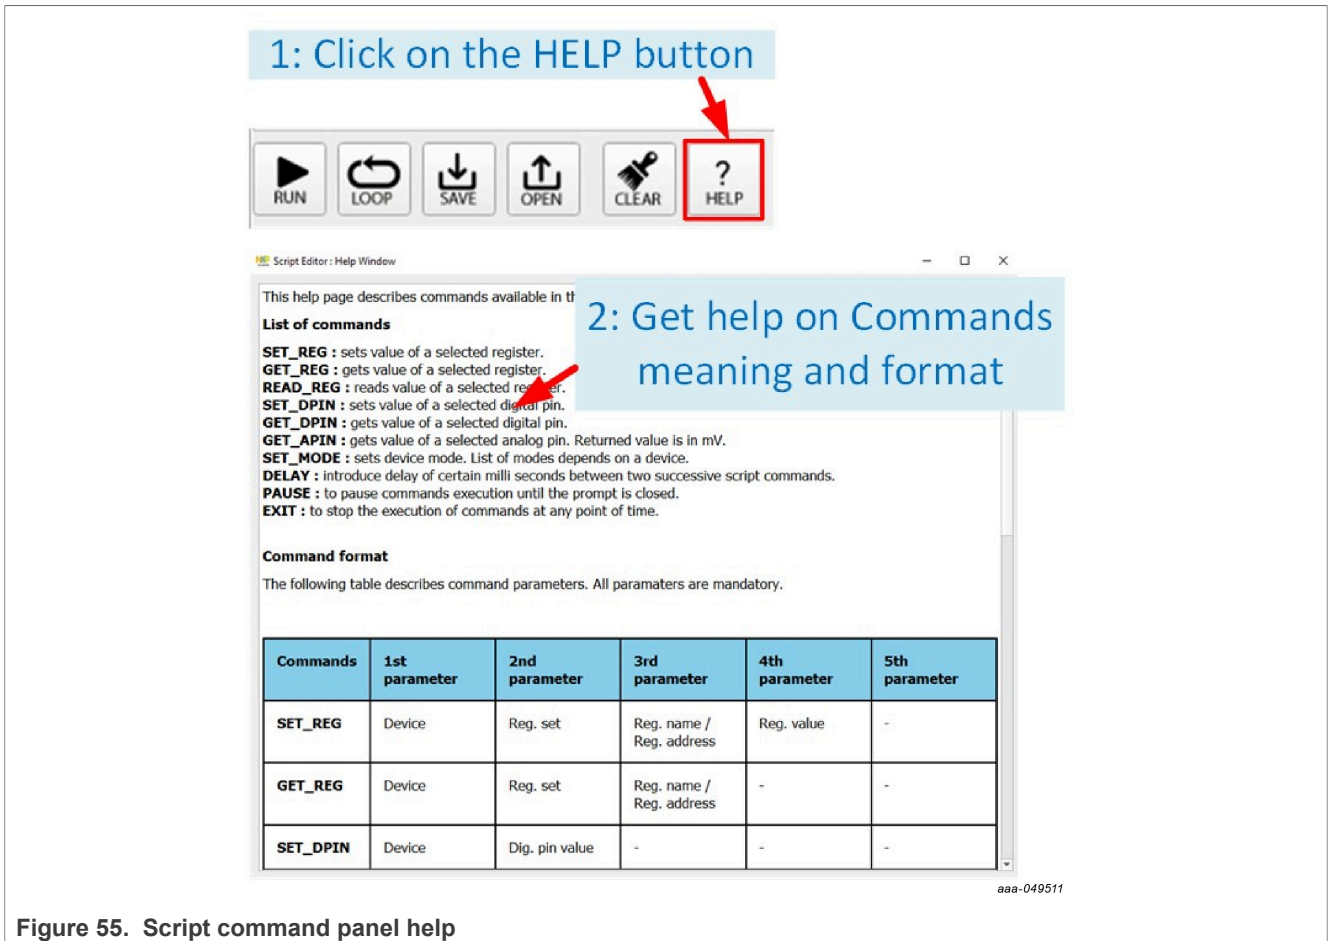 1: Click on the HELP button
RUN LOOP SAVE OPEN CLEAR ? HELP
Script Editor : Help Window
This help page describes commands available in th
2: Get help on Commands
meaning and format
List of commands
SET_REG : sets value of a selected register.
GET_REG : gets value of a selected register.
READ_REG : reads value of a selected register.
SET_DPIN : sets value of a selected digital pin.
GET_DPIN : gets value of a selected digital pin.
GET_APIN : gets value of a selected analog pin. Returned value is in mV.
SET_MODE : sets device mode. List of modes depends on a device.
DELAY : introduce delay of certain milli seconds between two successive script commands.
PAUSE : to pause commands execution until the prompt is closed.
EXIT : to stop the execution of commands at any point of time.
Command format
The following table describes command parameters. All paramaters are mandatory.
Commands 1st parameter 2nd parameter 3rd parameter 4th parameter 5th parameter
SET_REG Device Reg. set Reg. name / Reg. address Reg. value -
GET_REG Device Reg. set Reg. name / Reg. address - -
SET_DPIN Device Dig. pin value - - -
aaa-049511
Figure 55. Script command panel help